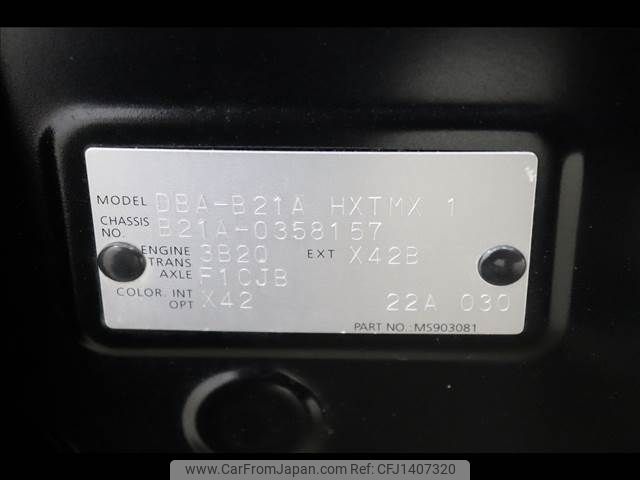 MODEL DBA-B21A HXTMX 1
CHASSIS NO. B21A-0358157
ENGINE 3B20 EXT X42B
TRANS AXLE F1CJB
COLOR. INT OPT X42 22A 030
PART NO.: MS903081
www.CarFromJapan.com CFJ1407320